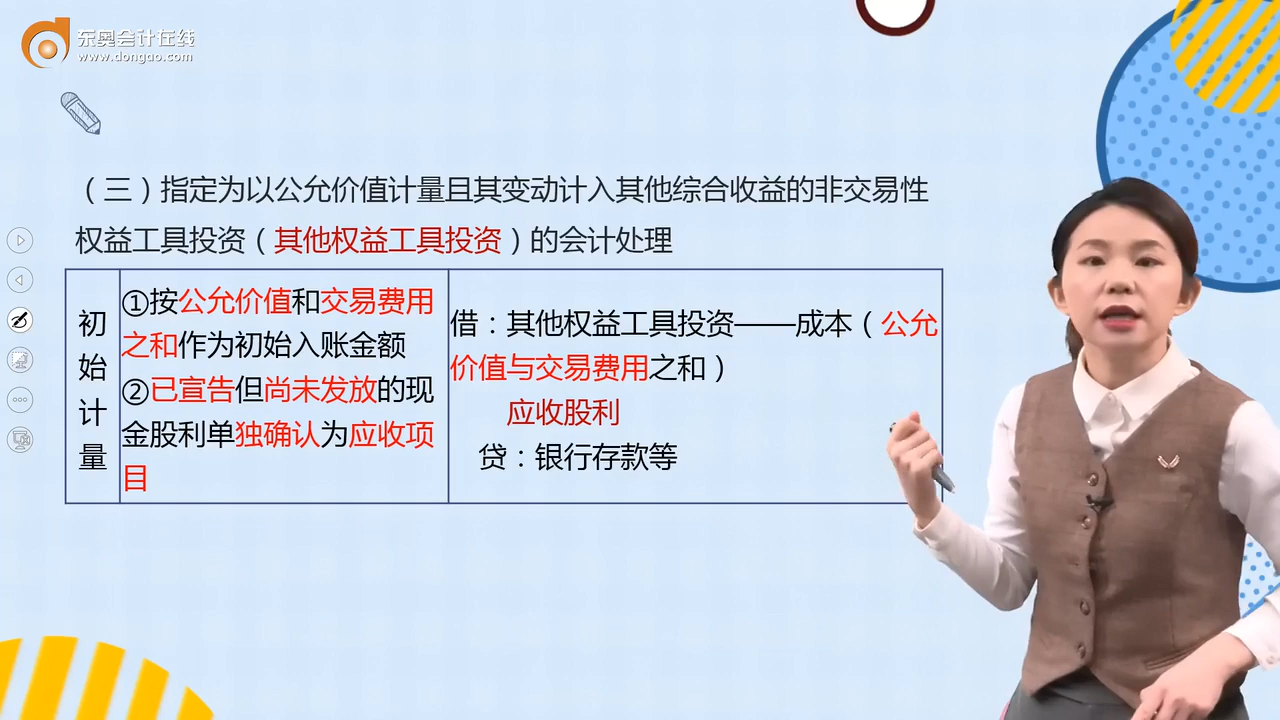 东奥会计在线
www.dongao.com
（三）指定为以公允价值计量且其变动计入其他综合收益的非交易性
权益工具投资（其他权益工具投资）的会计处理
初始计量
①按公允价值和交易费用
之和作为初始入账金额
②已宣告但尚未发放的现
金股利单独确认为应收项
目
借：其他权益工具投资——成本（公允
价值与交易费用之和）
应收股利
贷：银行存款等